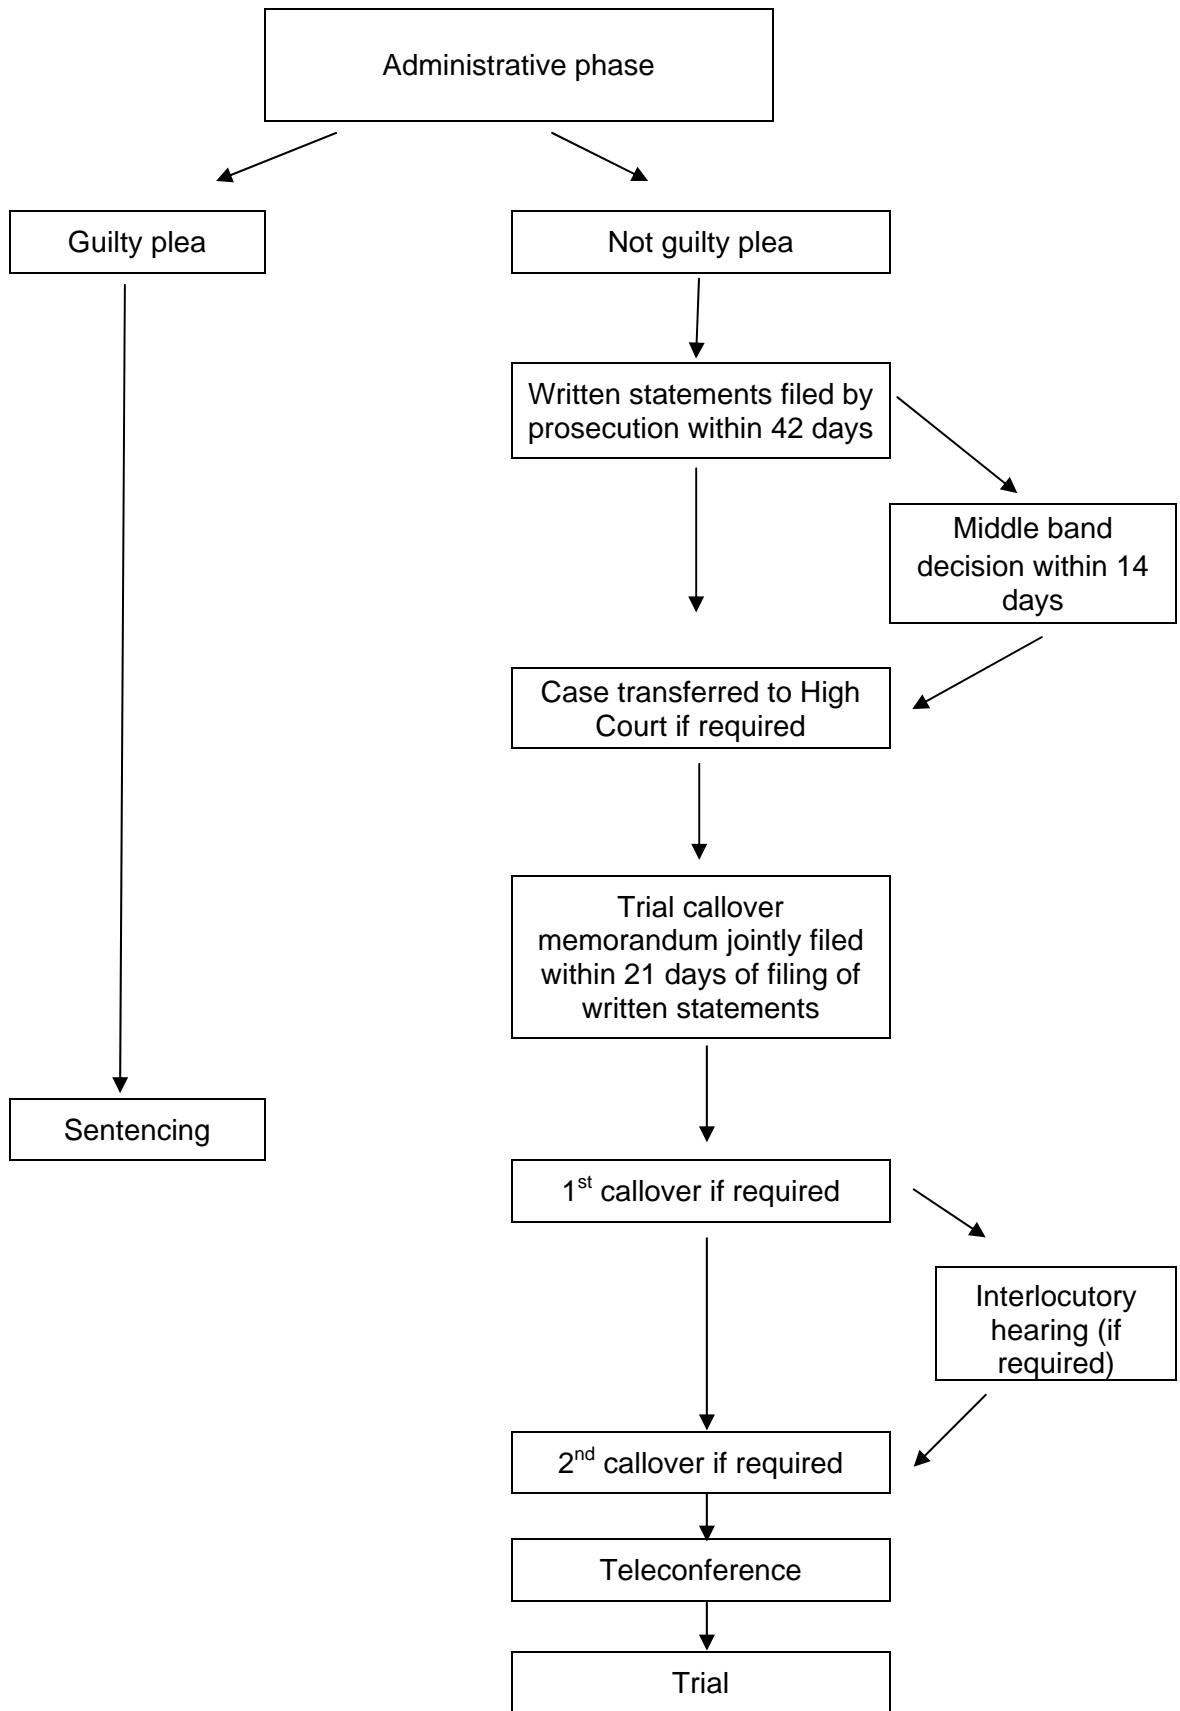 Administrative phase
Guilty plea
Not guilty plea
Written statements filed by
prosecution within 42 days
Middle band
decision within 14
days
Case transferred to High
Court if required
Trial callover
memorandum jointly filed
within 21 days of filing of
written statements
Sentencing
1st callover if required
Interlocutory
hearing (if
required)
2nd callover if required
Teleconference
Trial